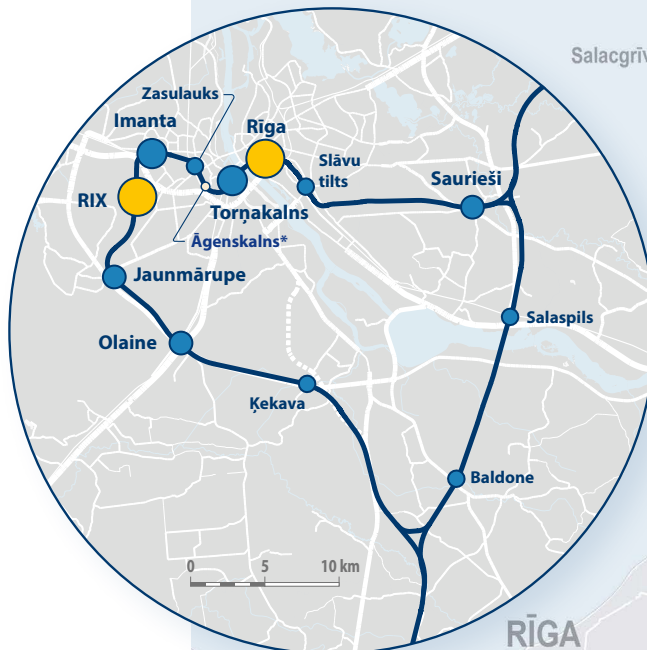 Salacgrīv
Zasulauks
Imanta
Rīga
Slāvu
tilts
Saurieši
RIX
Torņakalns
Āgenskalns*
Jaunmārupe
Salaspils
Olaine
Ķekava
Baldone
0 5 10 km
RĪGA